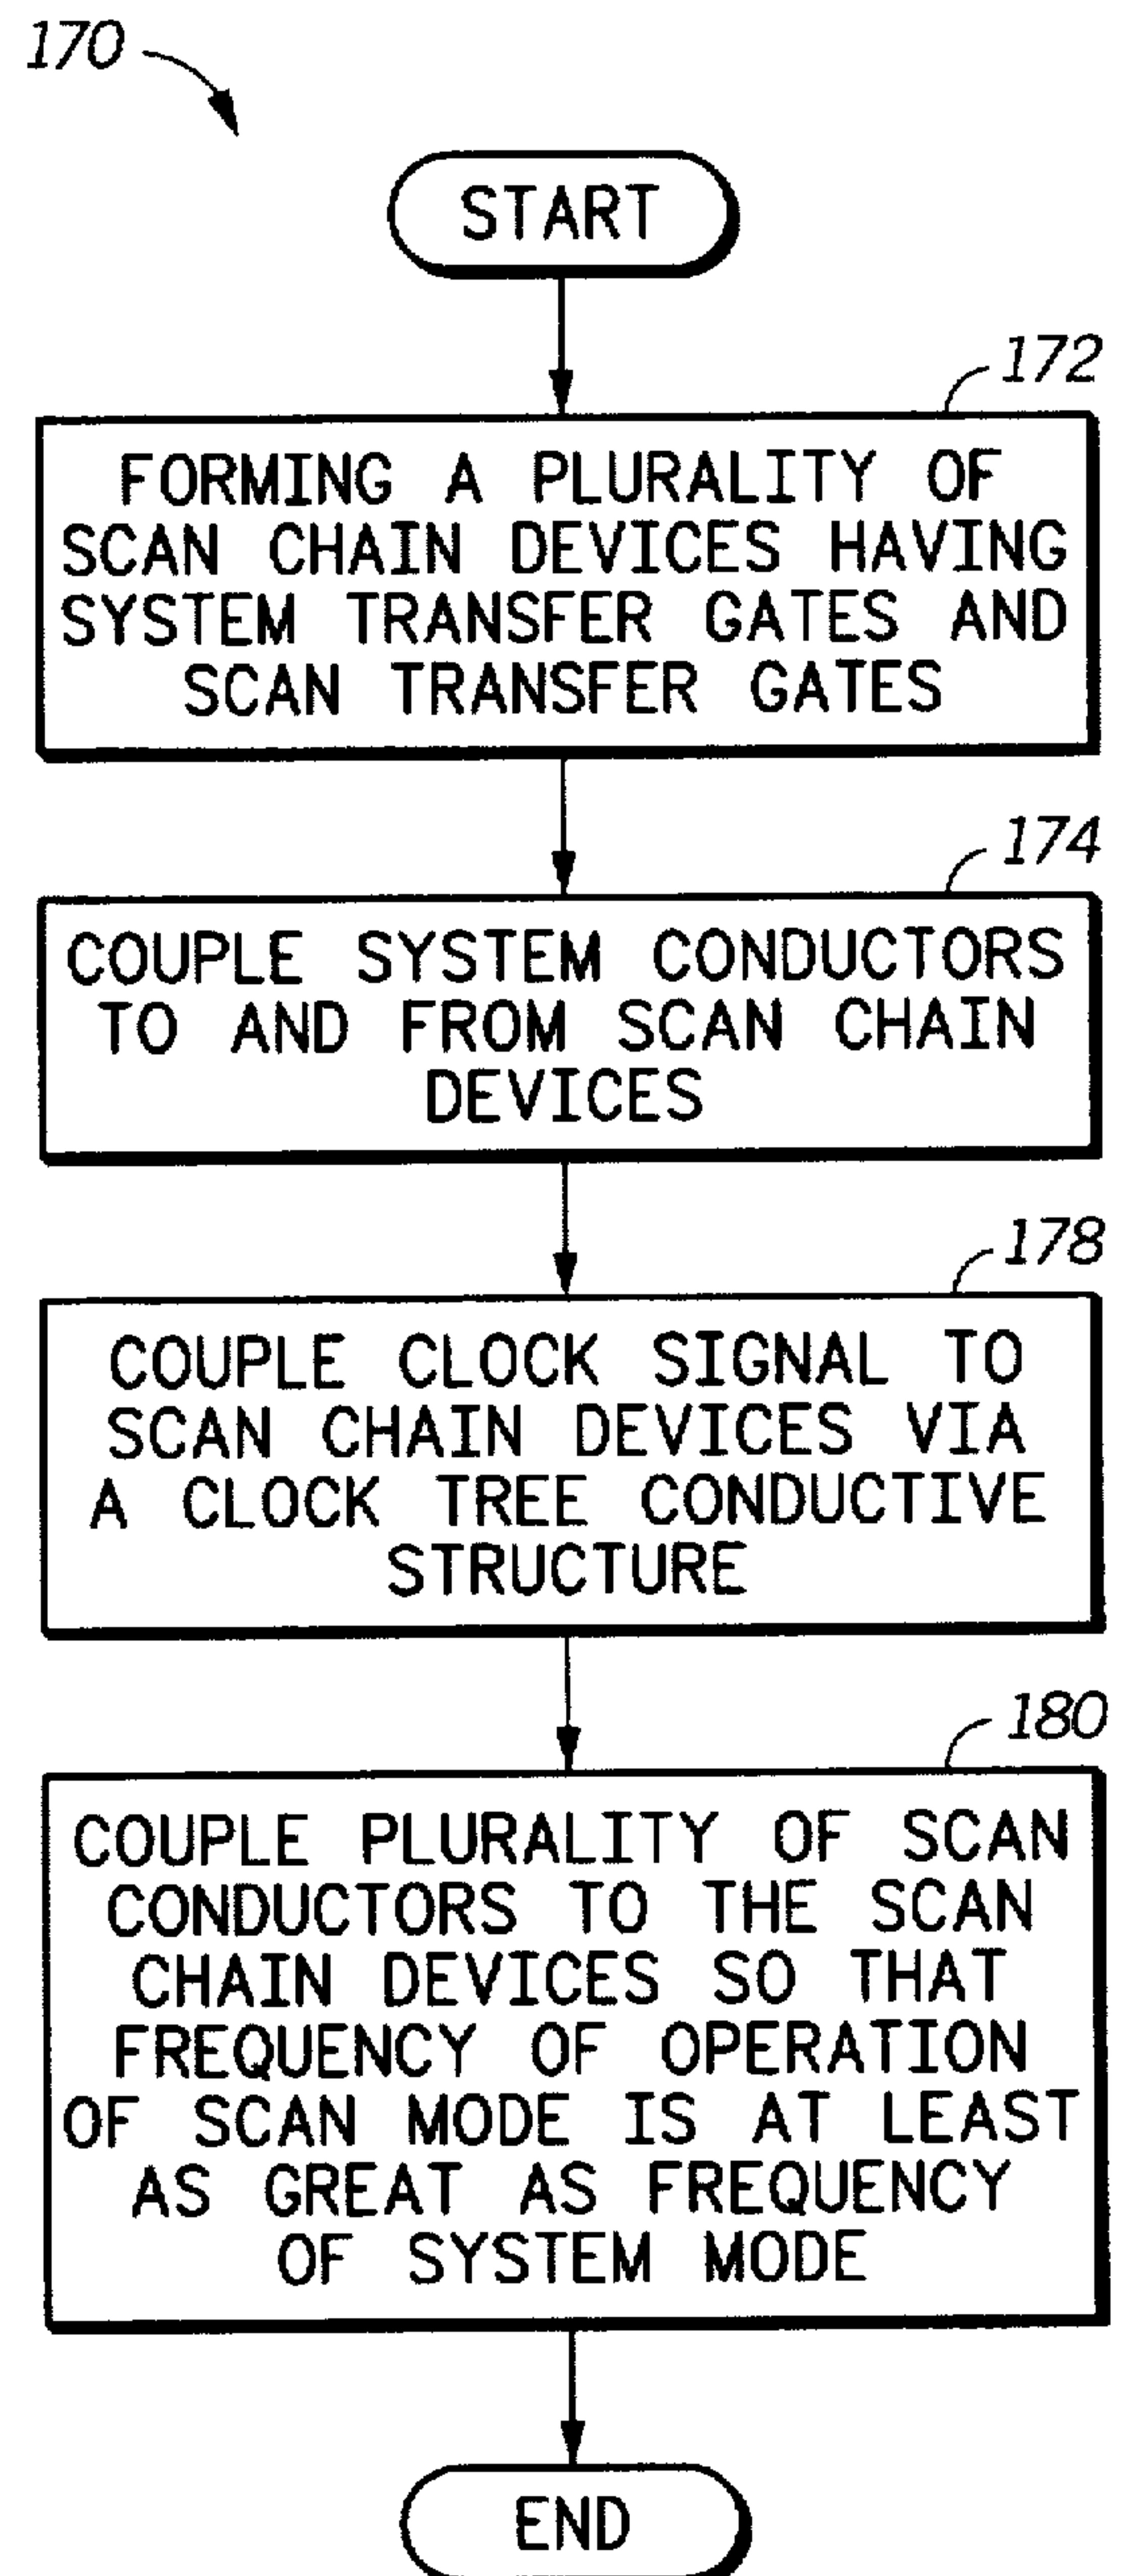 170
START
172
FORMING A PLURALITY OF
SCAN CHAIN DEVICES HAVING
SYSTEM TRANSFER GATES AND
SCAN TRANSFER GATES
174
COUPLE SYSTEM CONDUCTORS
TO AND FROM SCAN CHAIN
DEVICES
178
COUPLE CLOCK SIGNAL TO
SCAN CHAIN DEVICES VIA
A CLOCK TREE CONDUCTIVE
STRUCTURE
180
COUPLE PLURALITY OF SCAN
CONDUCTORS TO THE SCAN
CHAIN DEVICES SO THAT
FREQUENCY OF OPERATION
OF SCAN MODE IS AT LEAST
AS GREAT AS FREQUENCY
OF SYSTEM MODE
END